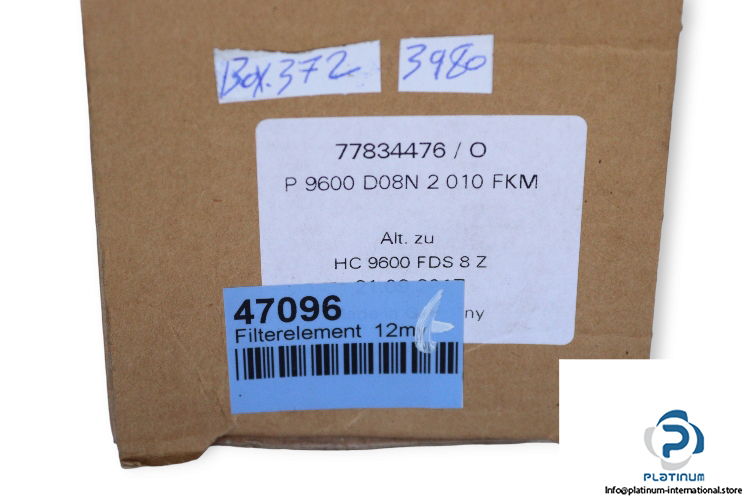 Box.372
3980
77834476 / O
P 9600 D08N 2 010 FKM
Alt. zu
HC 9600 FDS 8 Z
47096
Filterelement 12m
PLATINUM
Info@platinum-international.store